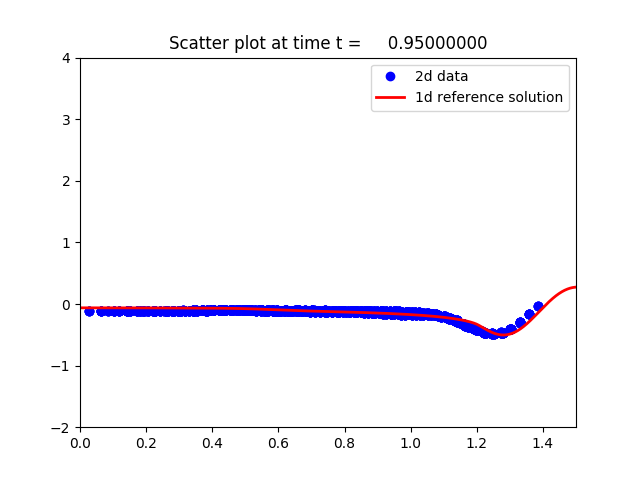 Scatter plot at time t =     0.95000000
2d data
1d reference solution
4
3
2
1
0
−1
−2
0.0 0.2 0.4 0.6 0.8 1.0 1.2 1.4